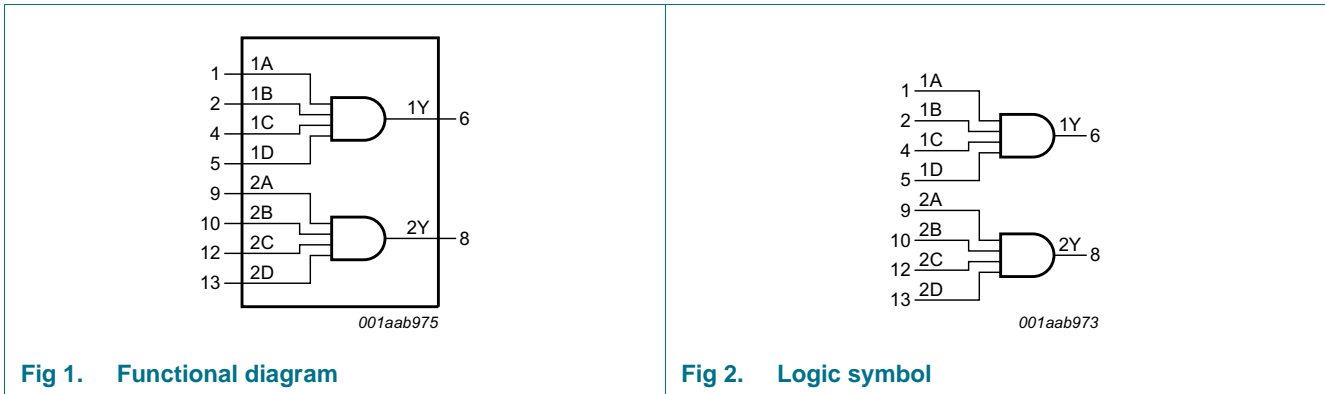 1 1A
2 1B
4 1C
5 1D
1Y 6
9 2A
10 2B
12 2C
13 2D
2Y 8
001aab975
Fig 1. Functional diagram
1 1A
2 1B
4 1C
5 1D
1Y 6
9 2A
10 2B
12 2C
13 2D
2Y 8
001aab973
Fig 2. Logic symbol